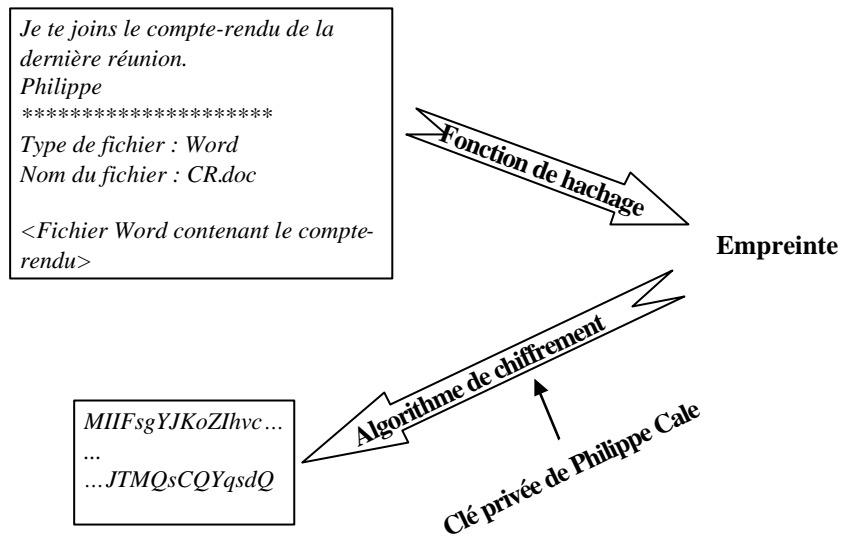 Je te joins le compte-rendu de la
dernière réunion.
Philippe
*********************
Type de fichier : Word
Nom du fichier : CR.doc
<Fichier Word contenant le compte-
rendu>
Fonction de hachage
Empreinte
Algorithme de chiffrement
Clé privée de Philippe Cale
MIIFsgYJKoZIhvc…
...
…JTMQsCQYqsdQ